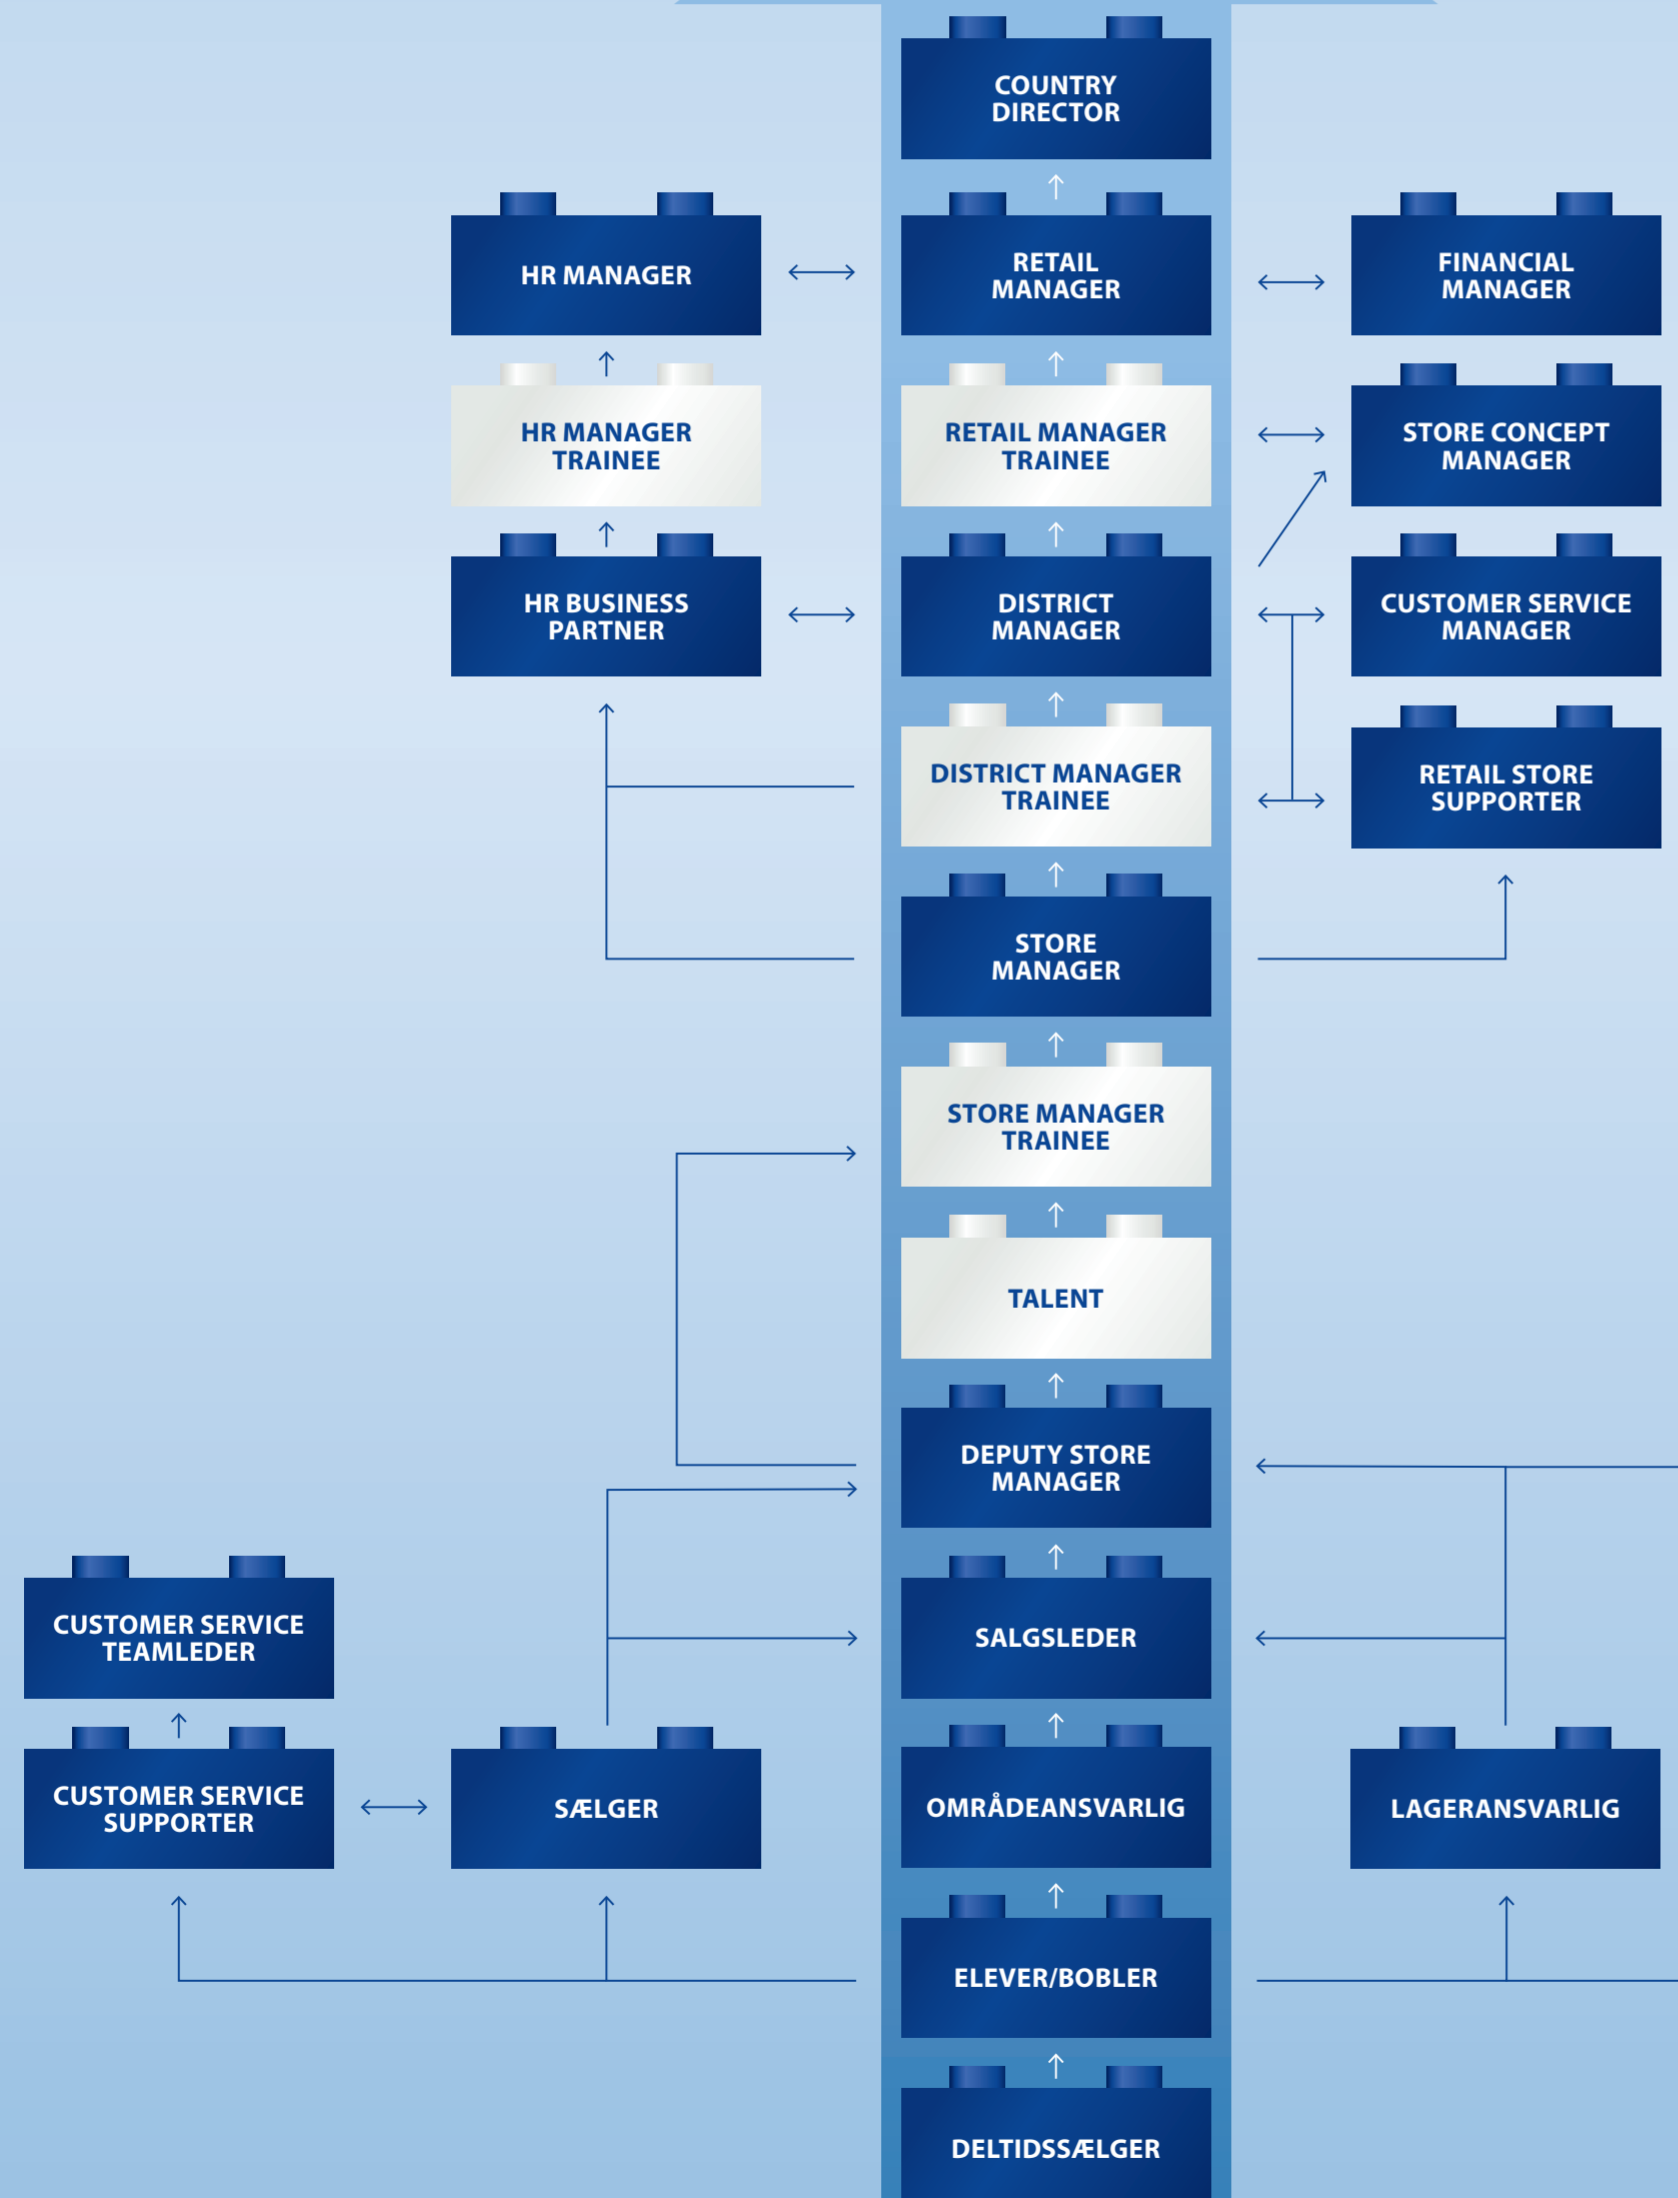 COUNTRY
DIRECTOR
HR MANAGER
RETAIL
MANAGER
FINANCIAL
MANAGER
HR MANAGER
TRAINEE
RETAIL MANAGER
TRAINEE
STORE CONCEPT
MANAGER
HR BUSINESS
PARTNER
DISTRICT
MANAGER
CUSTOMER SERVICE
MANAGER
DISTRICT MANAGER
TRAINEE
RETAIL STORE
SUPPORTER
STORE
MANAGER
STORE MANAGER
TRAINEE
TALENT
DEPUTY STORE
MANAGER
CUSTOMER SERVICE
TEAMLEDER
SALGSLEDER
CUSTOMER SERVICE
SUPPORTER
SÆLGER
OMRÅDEANSVARLIG
LAGERANSVARLIG
ELEVER/BOBLER
DELTIDSSÆLGER